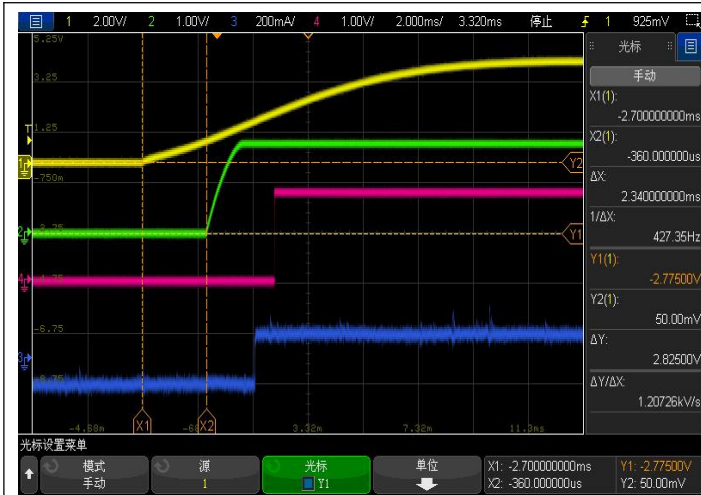 1 2.00V/ 2 1.00V/ 3 200mA/ 4 1.00V/ 2.000ms/ 3.320ms 停止 1 925mV
5.25V
3.25
1.25
-750m
-6.75
-8.75
-4.68m
3.32m
7.32m
11.3ms
T
1
2
4
3
Y2
Y1
X1
X2
光标
手动
X1(1):
-2.700000000ms
X2(1):
-360.000000us
ΔX:
2.340000000ms
1/ΔX:
427.35Hz
Y1(1):
-2.77500V
Y2(1):
50.00mV
ΔY:
2.82500V
ΔY/ΔX:
1.20726kV/s
光标设置菜单
模式
手动
源
1
光标
Y1
单位
X1: -2.700000000ms
X2: -360.000000us
Y1: -2.77500V
Y2: 50.00mV